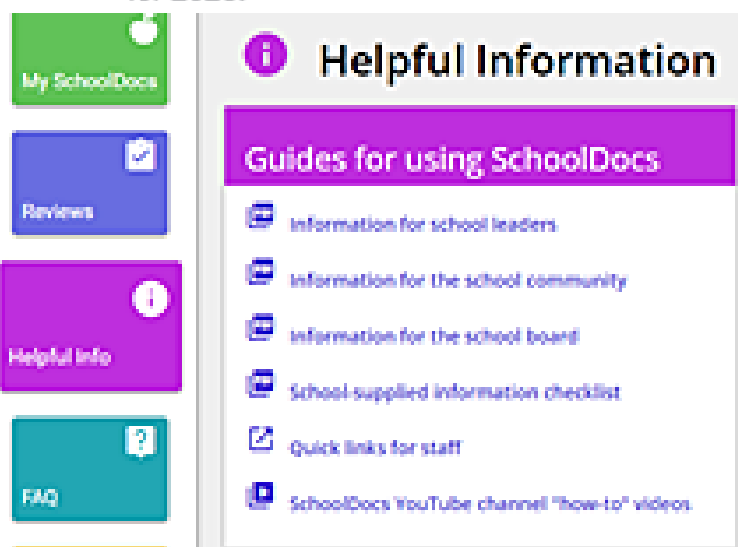 My SchoolDocs
Reviews
Helpful Info
FAQ
Helpful Information
Guides for using SchoolDocs
Information for school leaders
Information for the school community
Information for the school board
School-supplied information checklist
Quick links for staff
SchoolDocs YouTube channel "how-to" videos